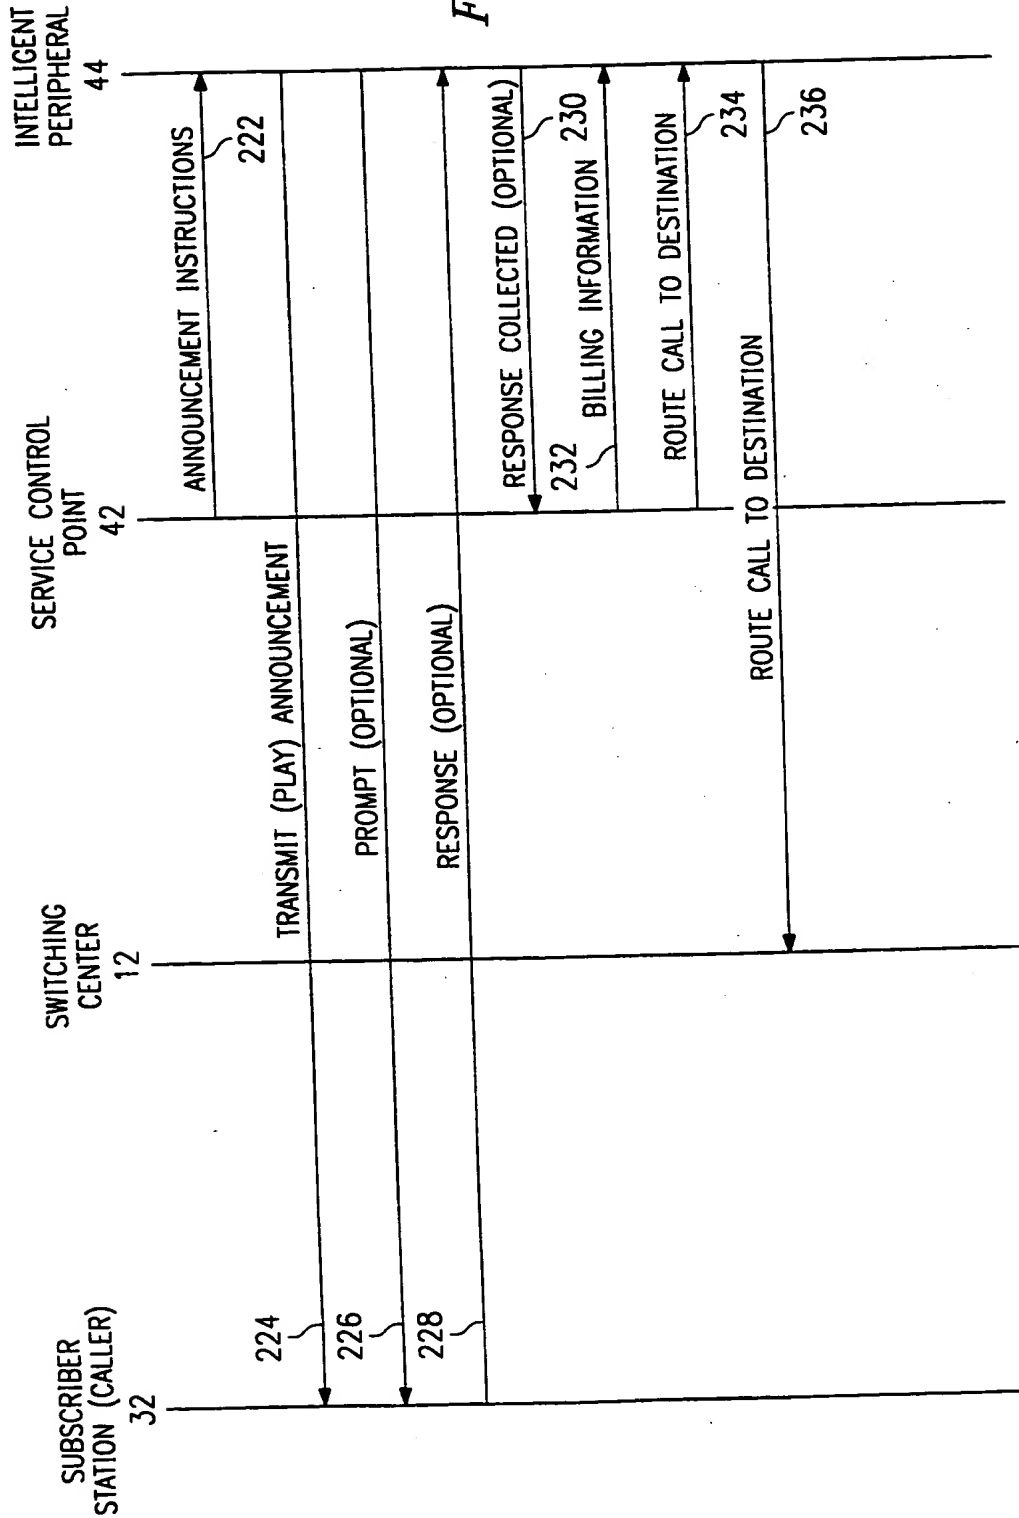 SUBSCRIBER
STATION (CALLER)
32
SWITCHING
CENTER
12
SERVICE CONTROL
POINT
42
INTELLIGENT
PERIPHERAL
44
ANNOUNCEMENT INSTRUCTIONS
222
TRANSMIT (PLAY) ANNOUNCEMENT
224
PROMPT (OPTIONAL)
226
RESPONSE (OPTIONAL)
228
RESPONSE COLLECTED (OPTIONAL)
230
232
BILLING INFORMATION
ROUTE CALL TO DESTINATION
234
ROUTE CALL TO DESTINATION
236
F